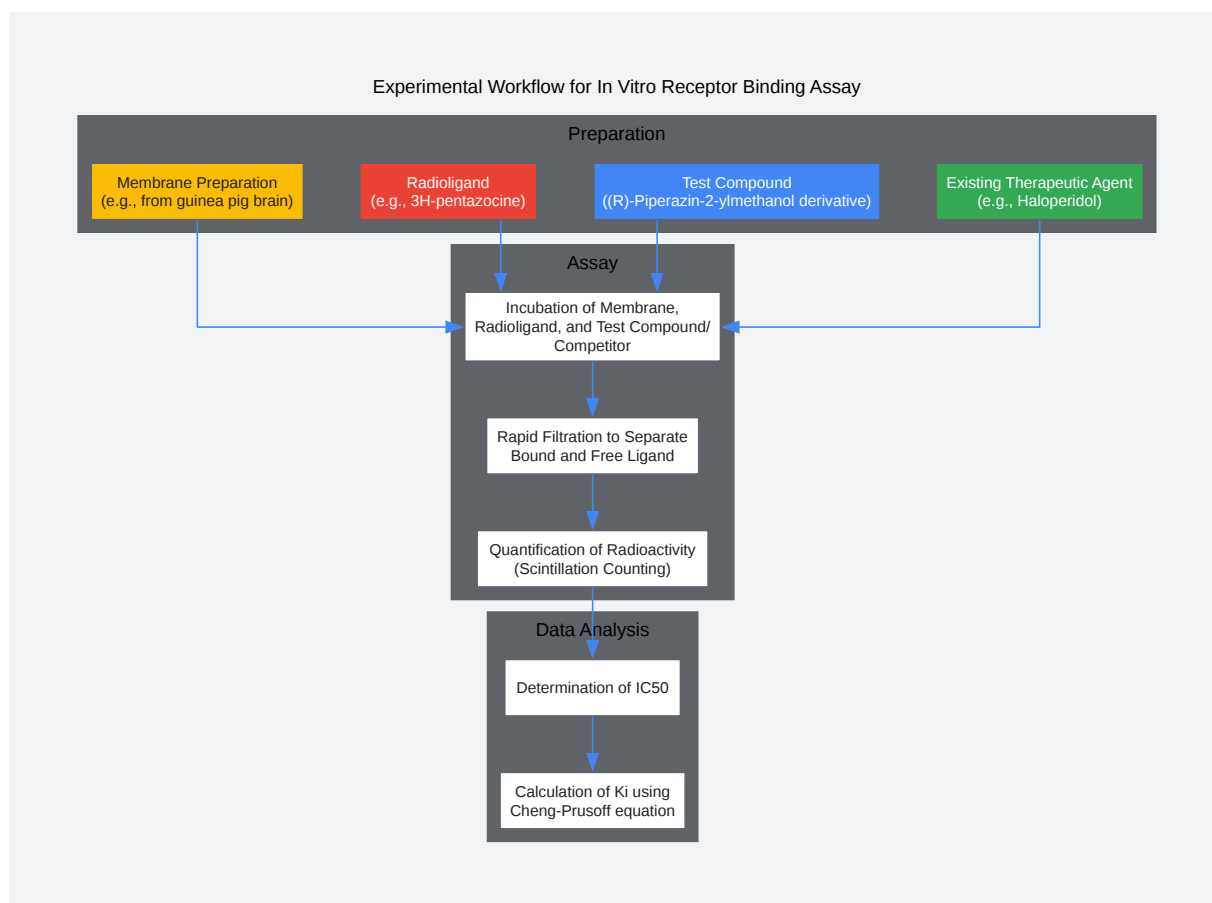 Experimental Workflow for In Vitro Receptor Binding Assay
Preparation
Membrane Preparation
(e.g., from guinea pig brain)
Radioligand
(e.g., 3H-pentazocine)
Test Compound
((R)-Piperazin-2-ylmethanol derivative)
Existing Therapeutic Agent
(e.g., Haloperidol)
Assay
Incubation of Membrane,
Radioligand, and Test Compound/
Competitor
Rapid Filtration to Separate
Bound and Free Ligand
Quantification of Radioactivity
(Scintillation Counting)
Data Analysis
Determination of IC50
Calculation of Ki using
Cheng-Prusoff equation